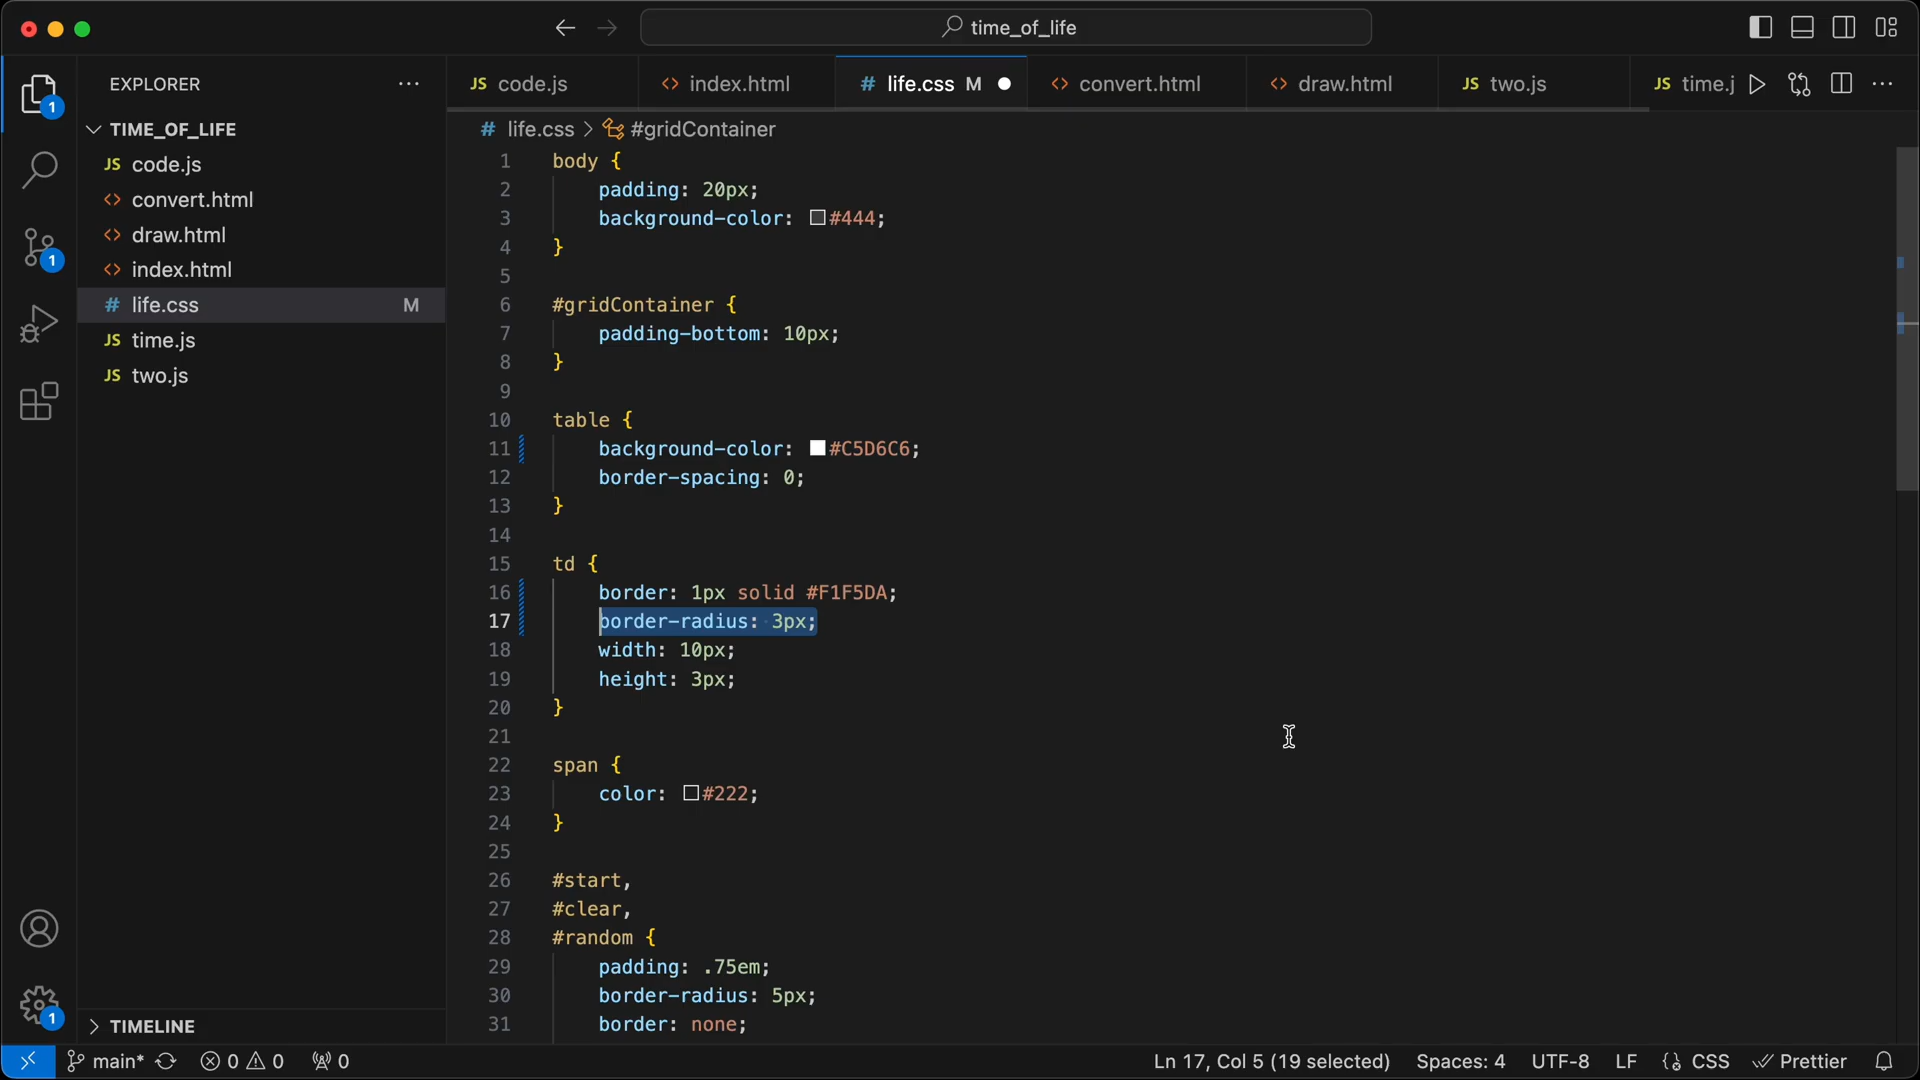 time_of_life
EXPLORER
TIME_OF_LIFE
JS code.js
<> convert.html
<> draw.html
<> index.html
# life.css M
JS time.js
JS two.js
TIMELINE
JS code.js
<> index.html
# life.css M
<> convert.html
<> draw.html
JS two.js
JS time.j
# life.css > #gridContainer
1 body {
2 padding: 20px;
3 background-color: #444;
4 }
5
6 #gridContainer {
7 padding-bottom: 10px;
8 }
9
10 table {
11 background-color: #C5D6C6;
12 border-spacing: 0;
13 }
14
15 td {
16 border: 1px solid #F1F5DA;
17 border-radius: 3px;
18 width: 10px;
19 height: 3px;
20 }
21
22 span {
23 color: #222;
24 }
25
26 #start,
27 #clear,
28 #random {
29 padding: .75em;
30 border-radius: 5px;
31 border: none;
1
1
1
main* 0 0 0 Ln 17, Col 5 (19 selected) Spaces: 4 UTF-8 LF {} CSS Prettier